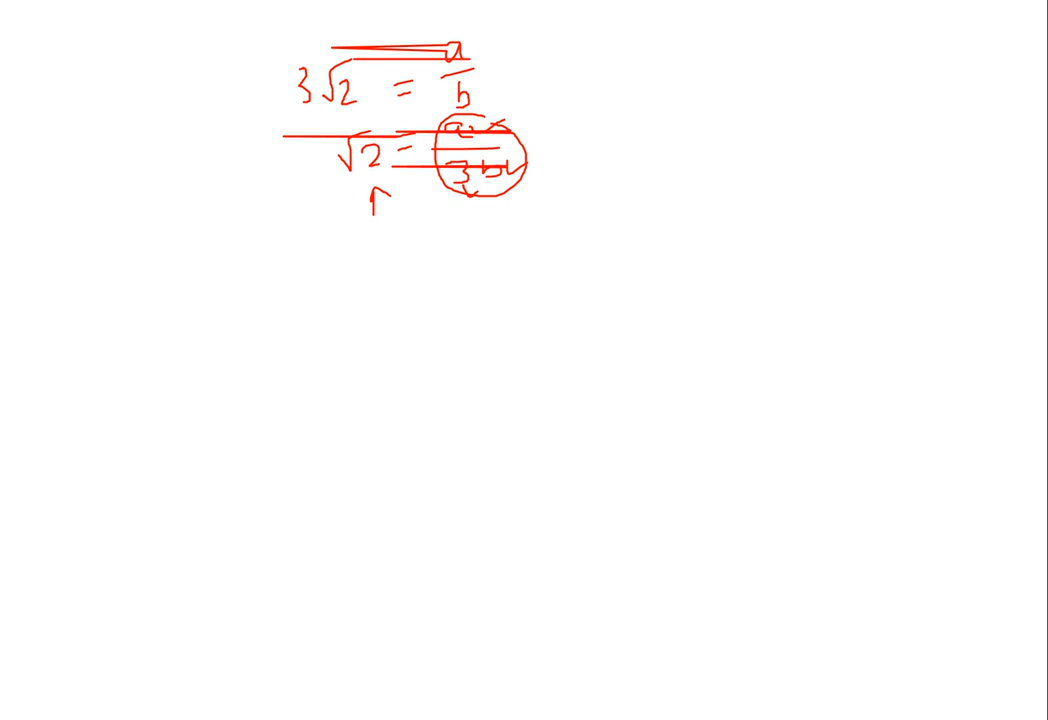 3√2 = a/b
√2 = a/3b